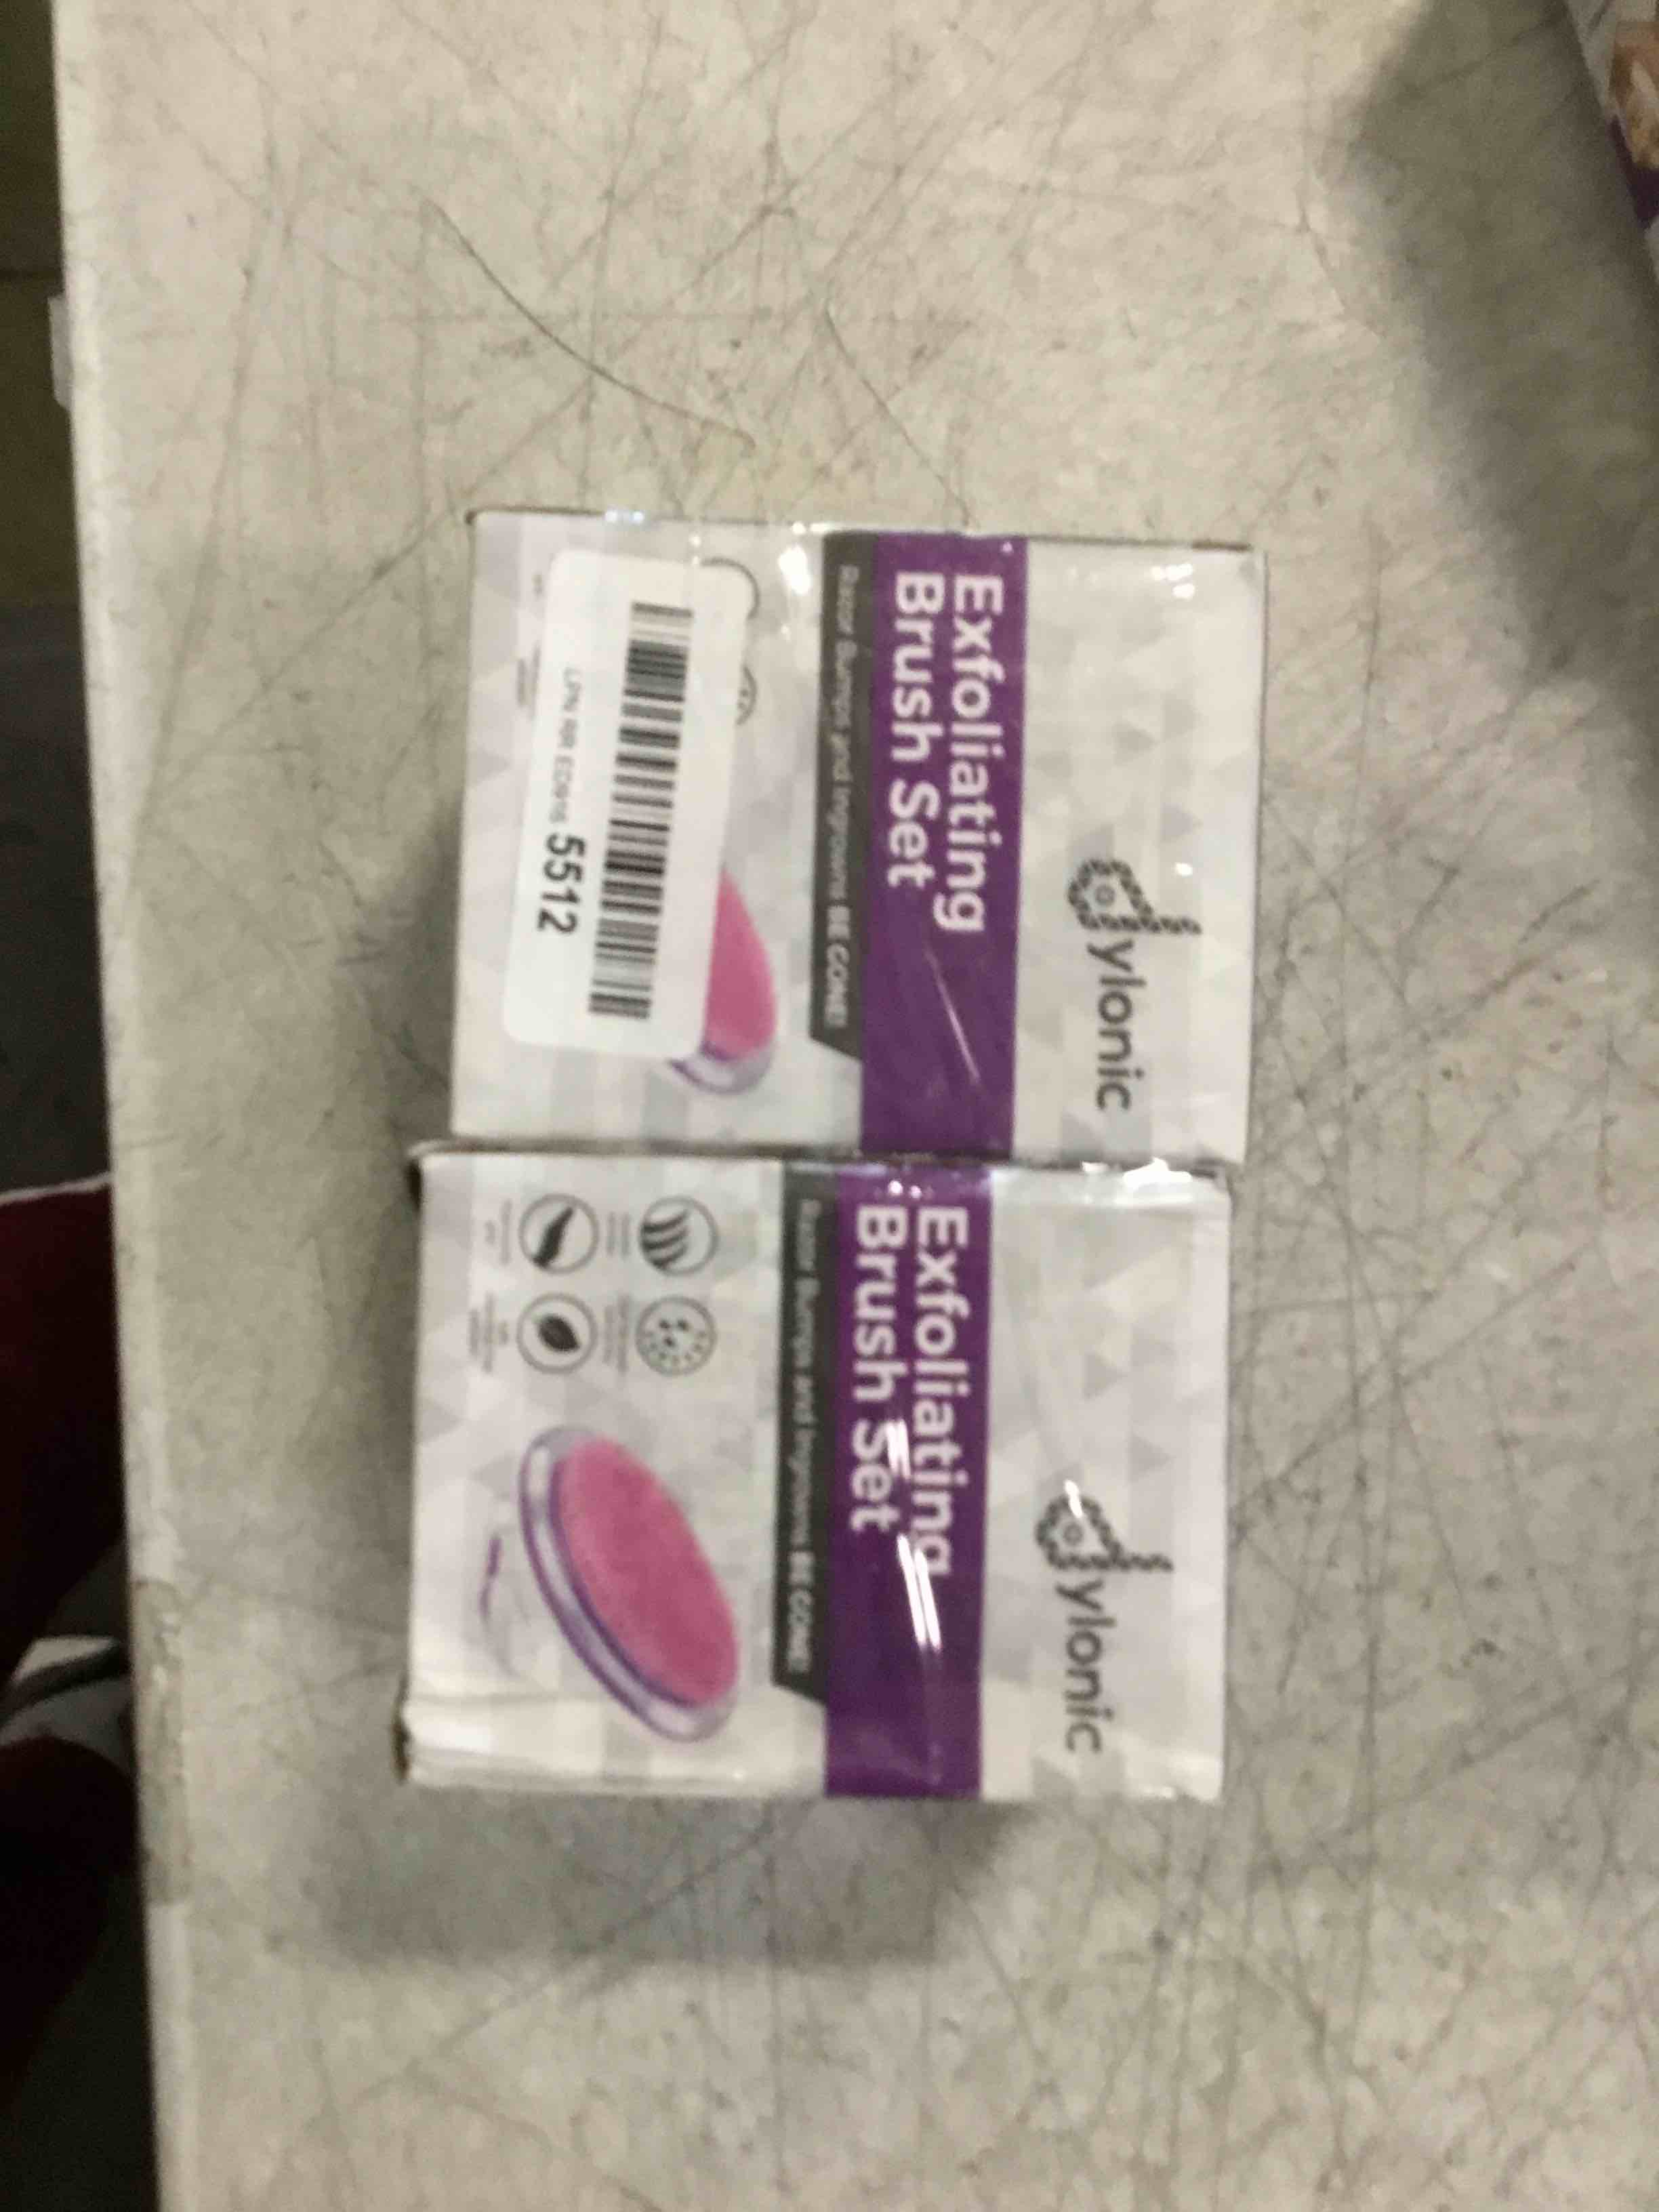 Dylonic
Exfoliating
Brush Set
Razor Bumps and Ingrowns BE GONE!
5512
Dylonic
Exfoliating
Brush Set
Razor Bumps and Ingrowns BE GONE!